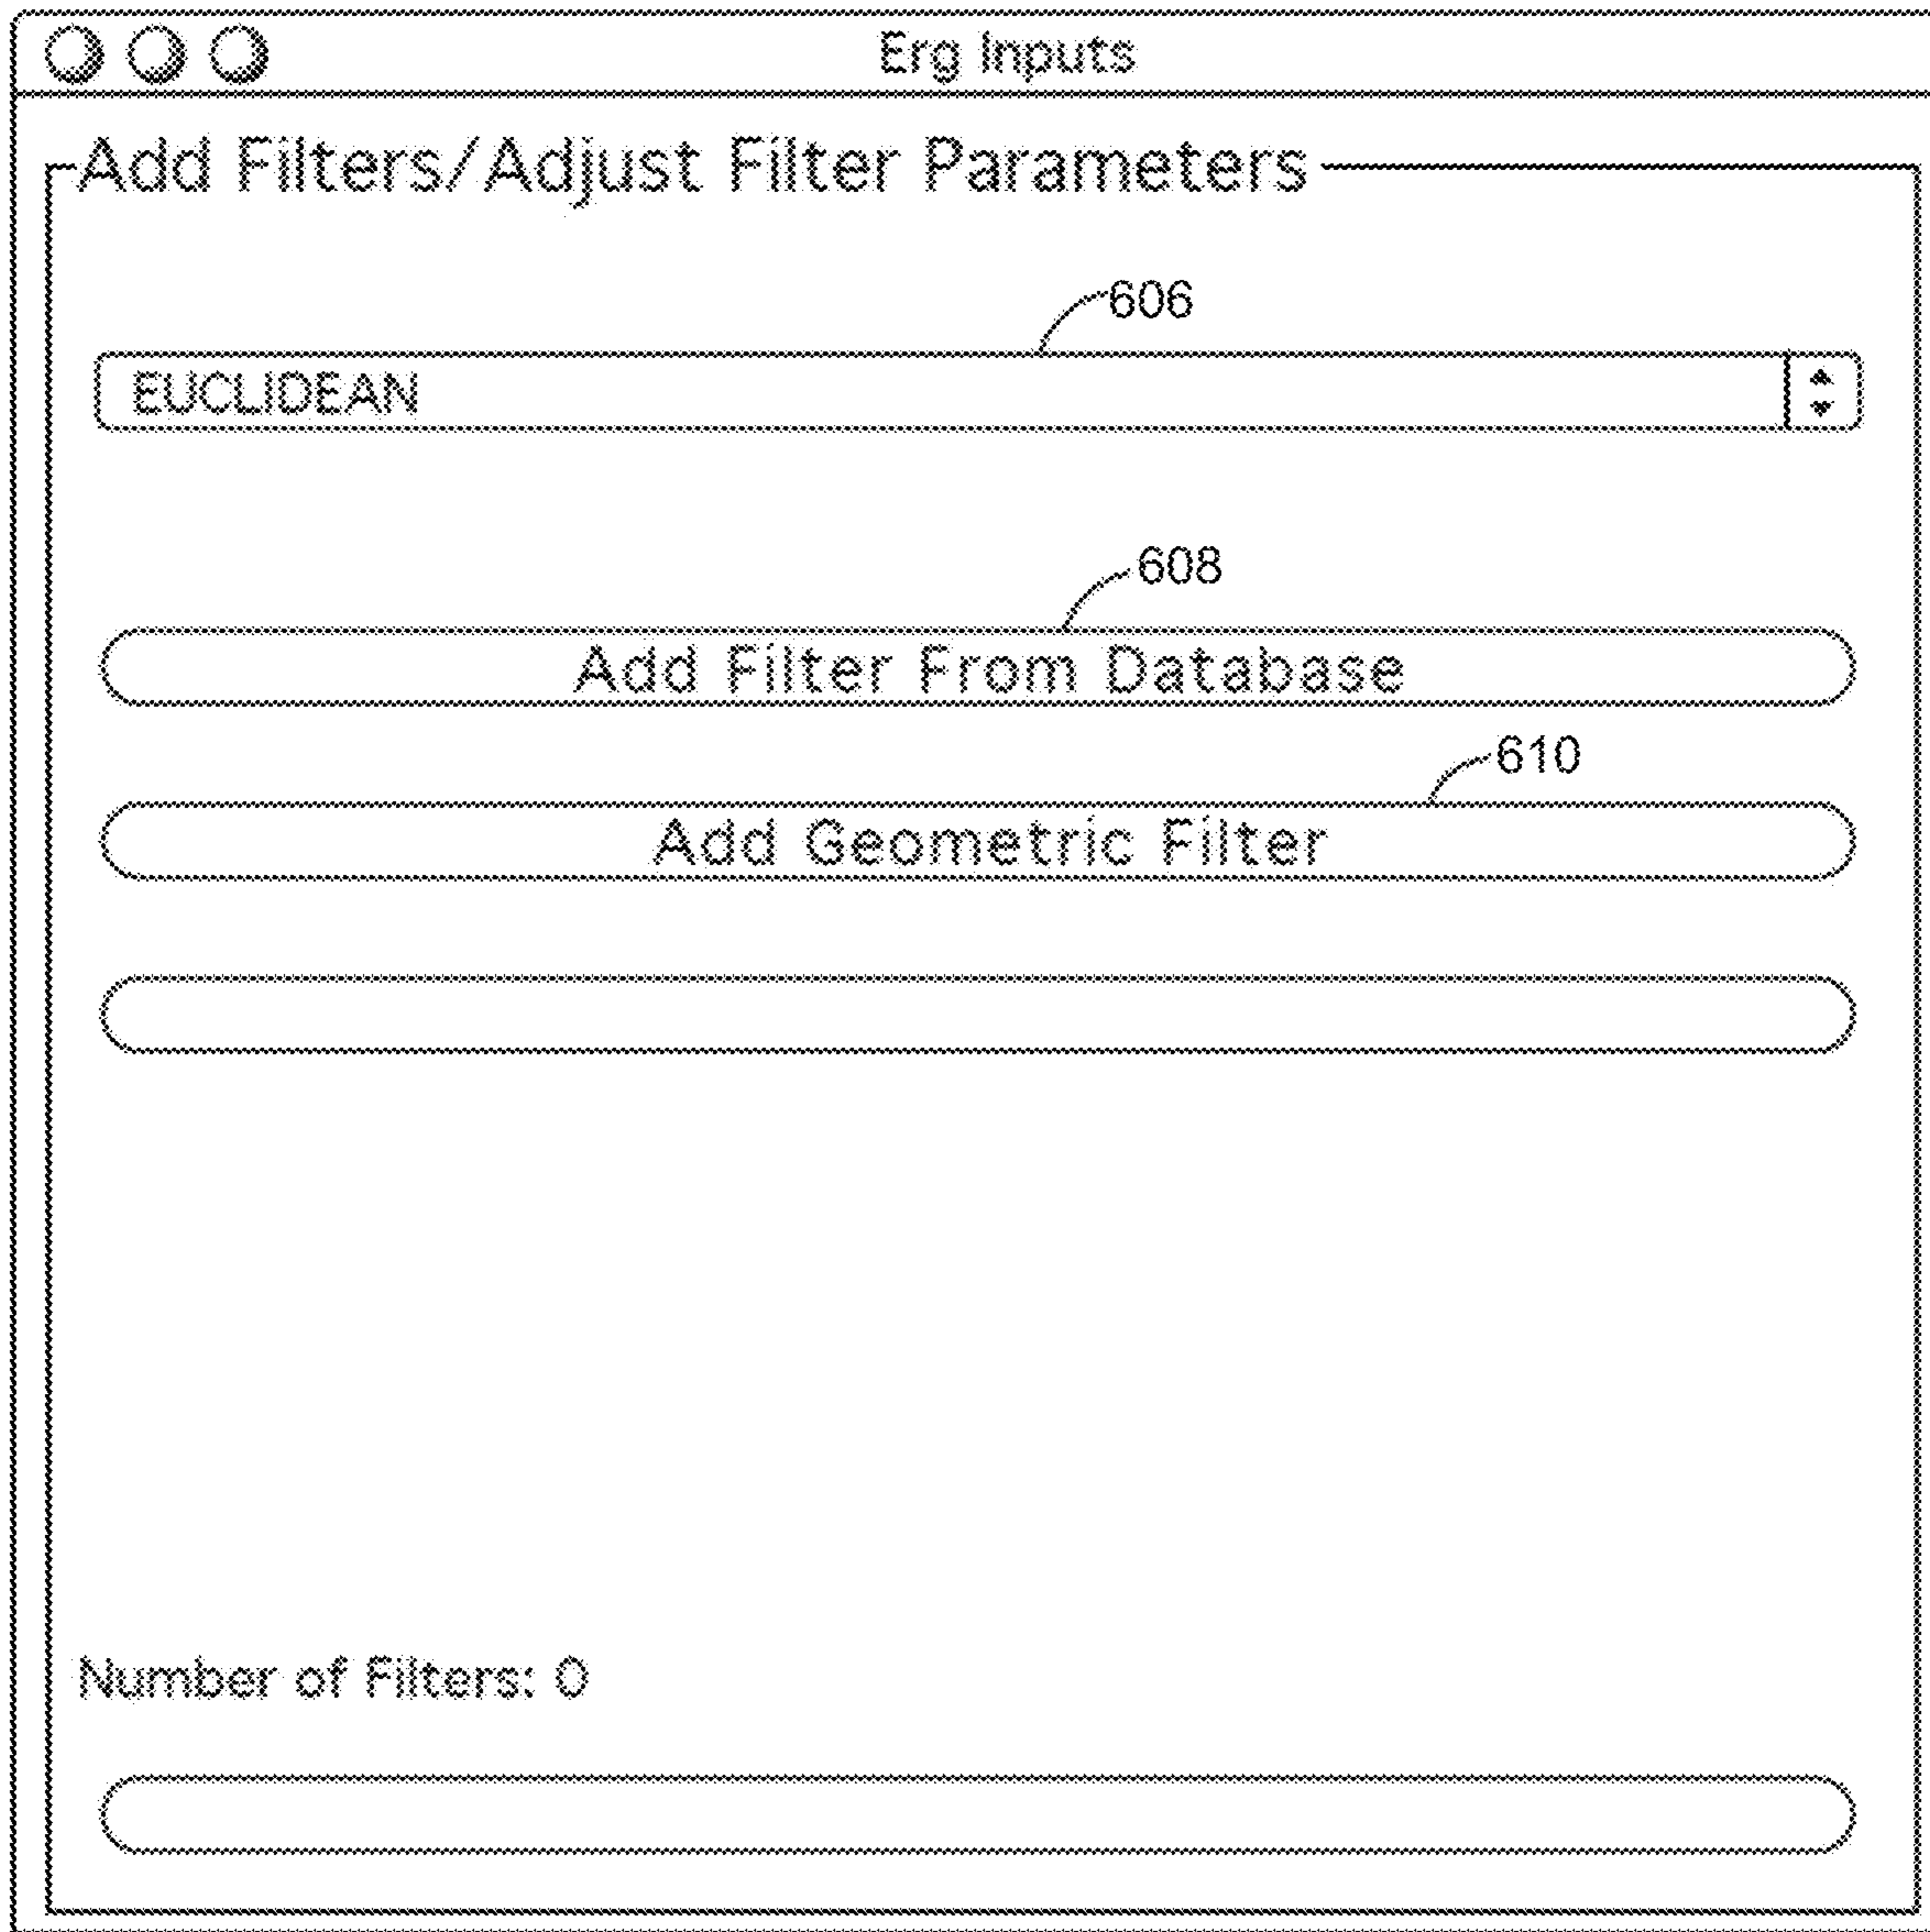 Erg Inputs
Add Filters/Adjust Filter Parameters
606
EUCLIDEAN
608
Add Filter From Database
610
Add Geometric Filter
Number of Filters: 0